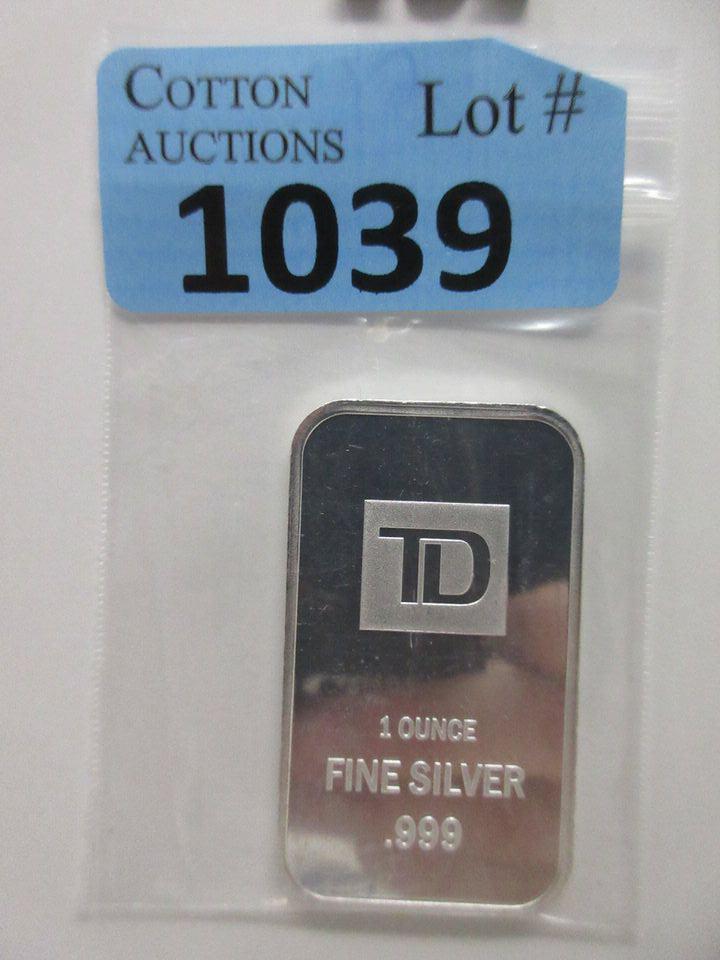 COTTON
AUCTIONS
Lot #
1039
TD
1 OUNCE
FINE SILVER
.999